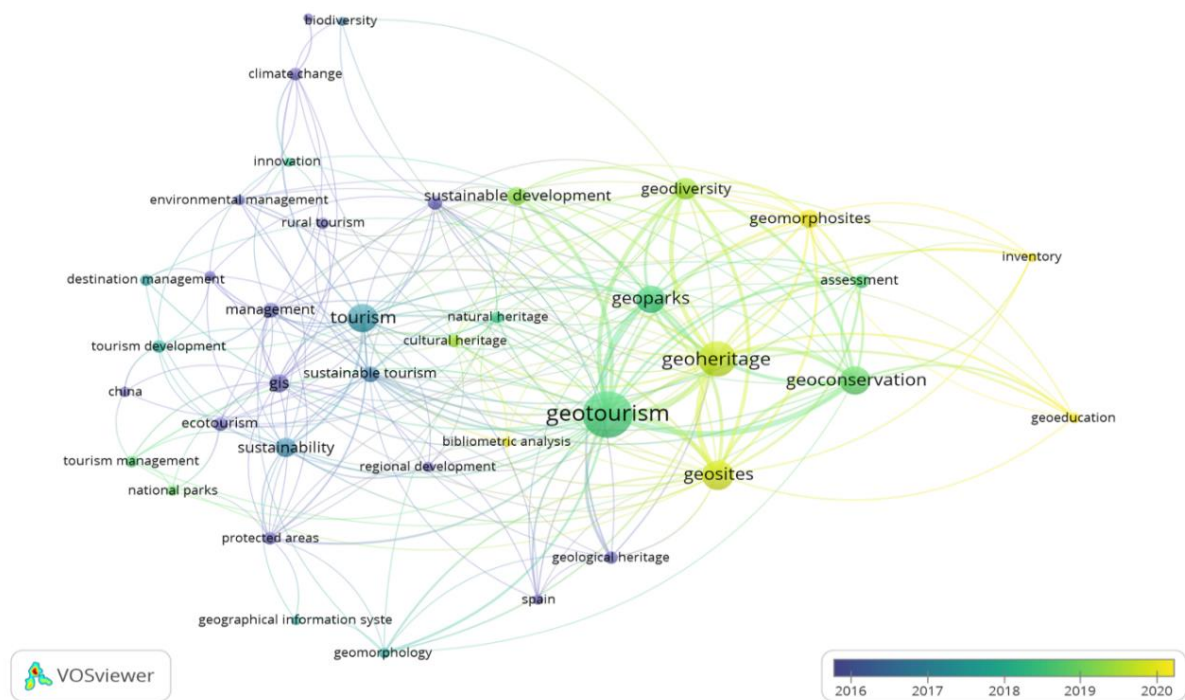 biodiversity
climate change
innovation
environmental management
sustainable development
geodiversity
geomorphosites
rural tourism
inventory
destination management
assessment
geoparks
management
tourism
natural heritage
tourism development
cultural heritage
geoheritage
sustainable tourism
gis
geoconservation
china
geotourism
ecotourism
geoeducation
sustainability
bibliometric analysis
tourism management
regional development
geosites
national parks
protected areas
geological heritage
spain
geographical information syste
geomorphology
VOSviewer
2016 2017 2018 2019 2020